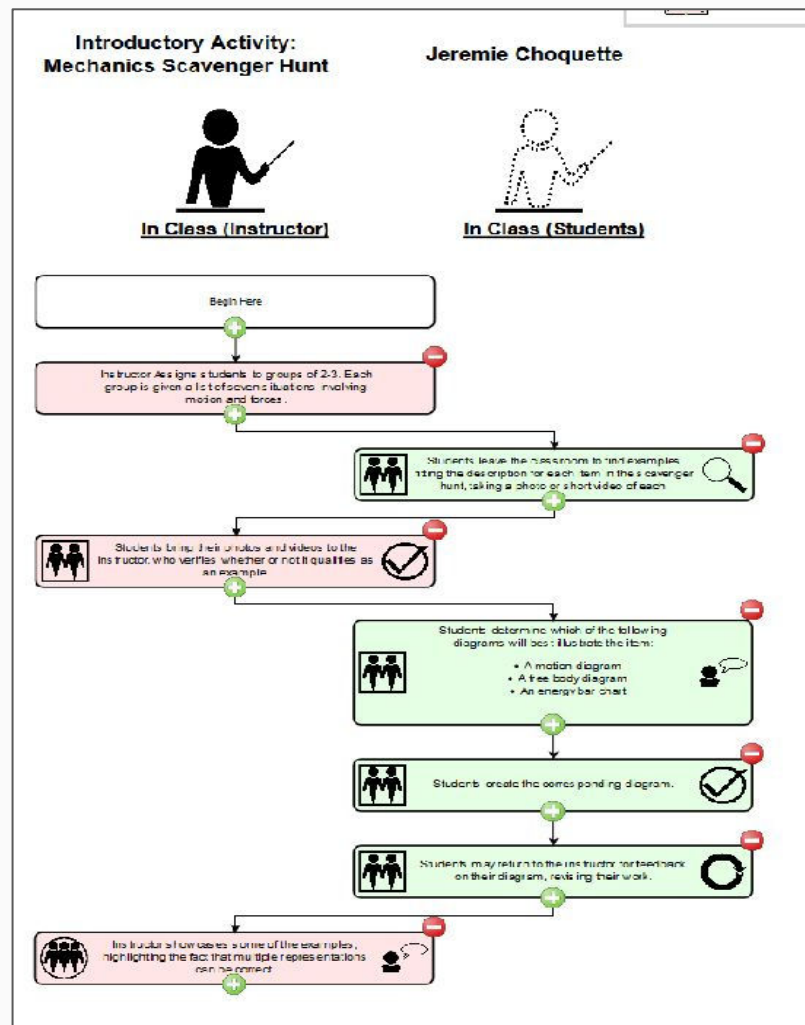 Introductory Activity:
Mechanics Scavenger Hunt
Jeremie Choquette
In Class (Instructor)
In Class (Students)
Begin Here
Instructor Assigns students to groups of 2-3. Each
group is given a list of seven situations involving
motion and forces.
Students leave the classroom to find examples
fitting the description for each item in the scavenger
hunt, taking a photo or short video of each
Students bring their photos and videos to the
instructor, who verifies whether or not it qualifies as
an example
Students determine which of the following
diagrams will best illustrate the item:
• A motion diagram
• A free body diagram
• An energy bar chart
Students create the corresponding diagram.
Students may return to the instructor for feedback
on their diagram, revising their work.
Instructor showcases some of the examples,
highlighting the fact that multiple representations
can be correct